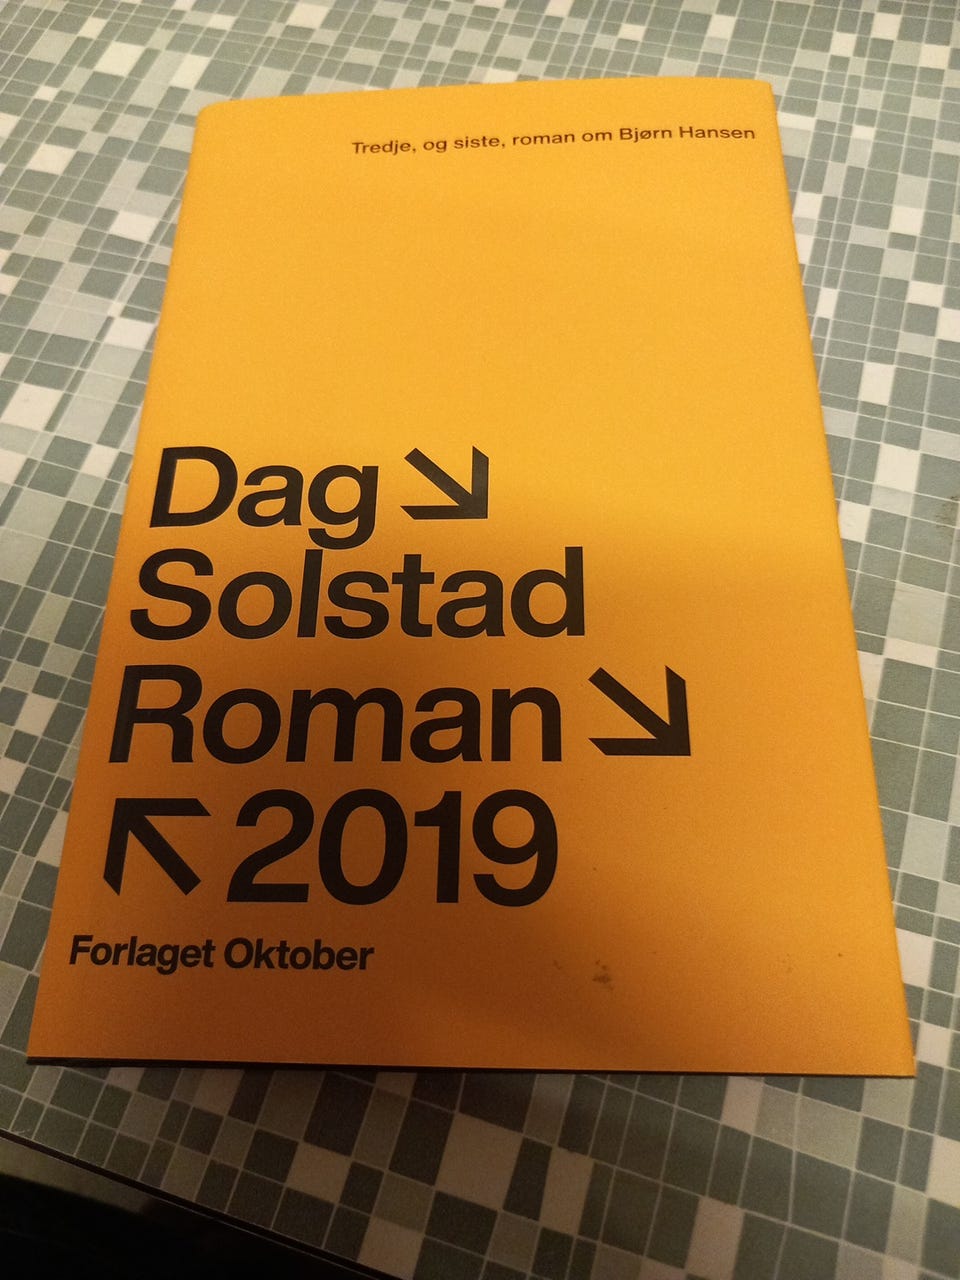 Tredje, og siste, roman om Bjørn Hansen
Dag ↘
Solstad
Roman ↘
↖ 2019
Forlaget Oktober